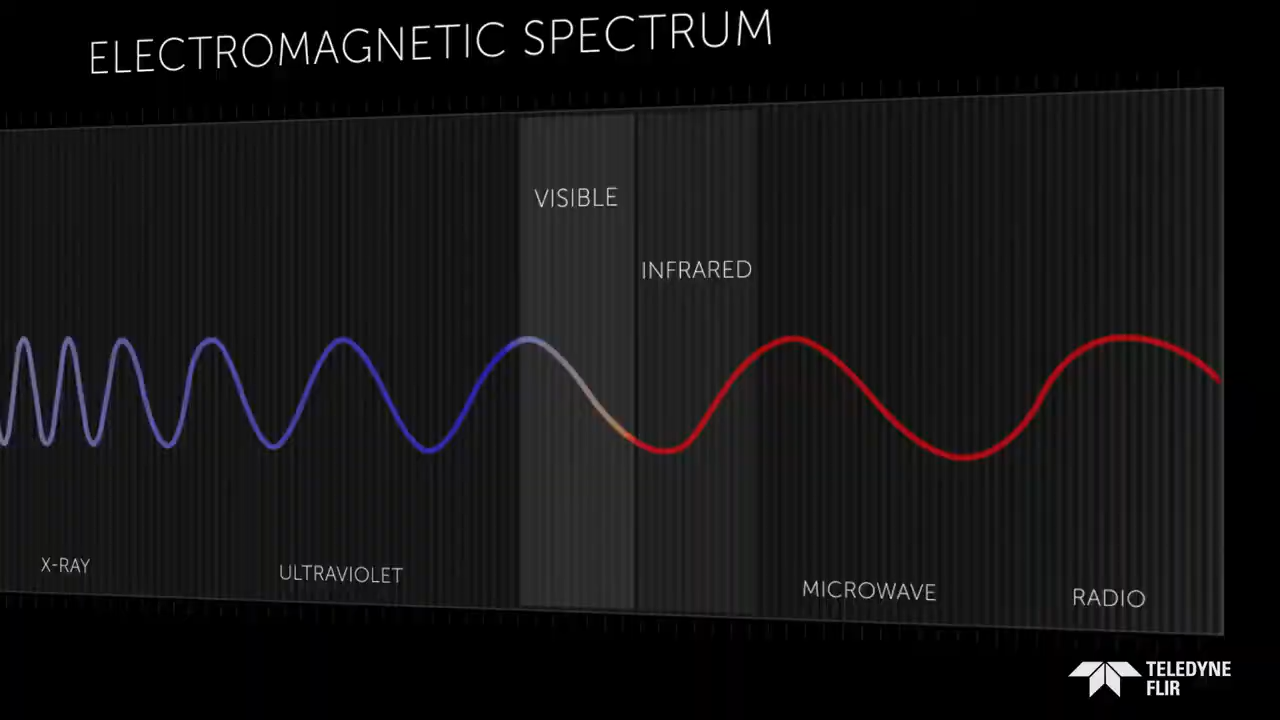 ELECTROMAGNETIC SPECTRUM
VISIBLE
INFRARED
X-RAY
ULTRAVIOLET
MICROWAVE
RADIO
TELEDYNE
FLIR